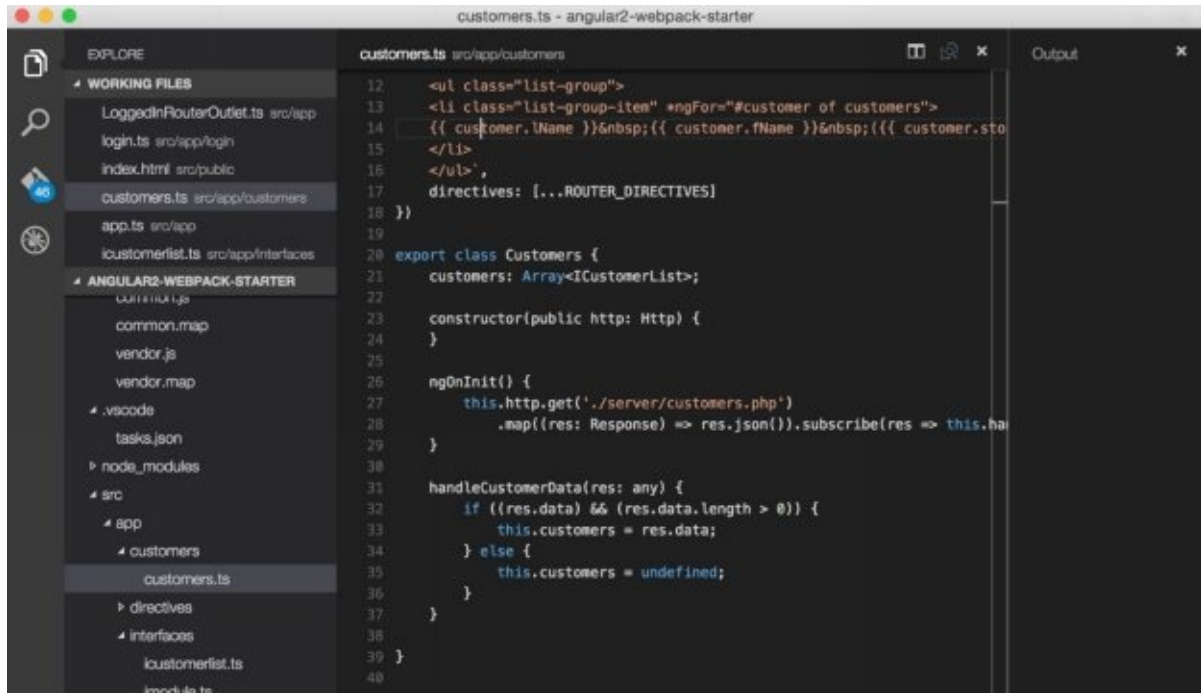 customers.ts - angular2-webpack-starter
EXPLORE
WORKING FILES
LoggedInRouterOutlet.ts src/app
login.ts src/app/login
index.html src/public
customers.ts src/app/customers
app.ts src/app
icustomerlist.ts src/app/interfaces
ANGULAR2-WEBPACK-STARTER
common.js
common.map
vendor.js
vendor.map
.vscode
tasks.json
node_modules
src
app
customers
customers.ts
directives
interfaces
icustomerlist.ts
imodule.ts
46
customers.ts src/app/customers
12 <ul class="list-group">
13 <li class="list-group-item" *ngFor="#customer of customers">
14 {{ customer.lName }}&nbsp;{{ customer.fName }}&nbsp;({{ customer.sto
15 </li>
16 </ul>`,
17 directives: [...ROUTER_DIRECTIVES]
18 })
19
20 export class Customers {
21 customers: Array<ICustomerList>;
22
23 constructor(public http: Http) {
24 }
25
26 ngOnInit() {
27 this.http.get('./server/customers.php')
28 .map((res: Response) => res.json()).subscribe(res => this.ha
29 }
30
31 handleCustomerData(res: any) {
32 if ((res.data) && (res.data.length > 0)) {
33 this.customers = res.data;
34 } else {
35 this.customers = undefined;
36 }
37 }
38
39 }
40
Output